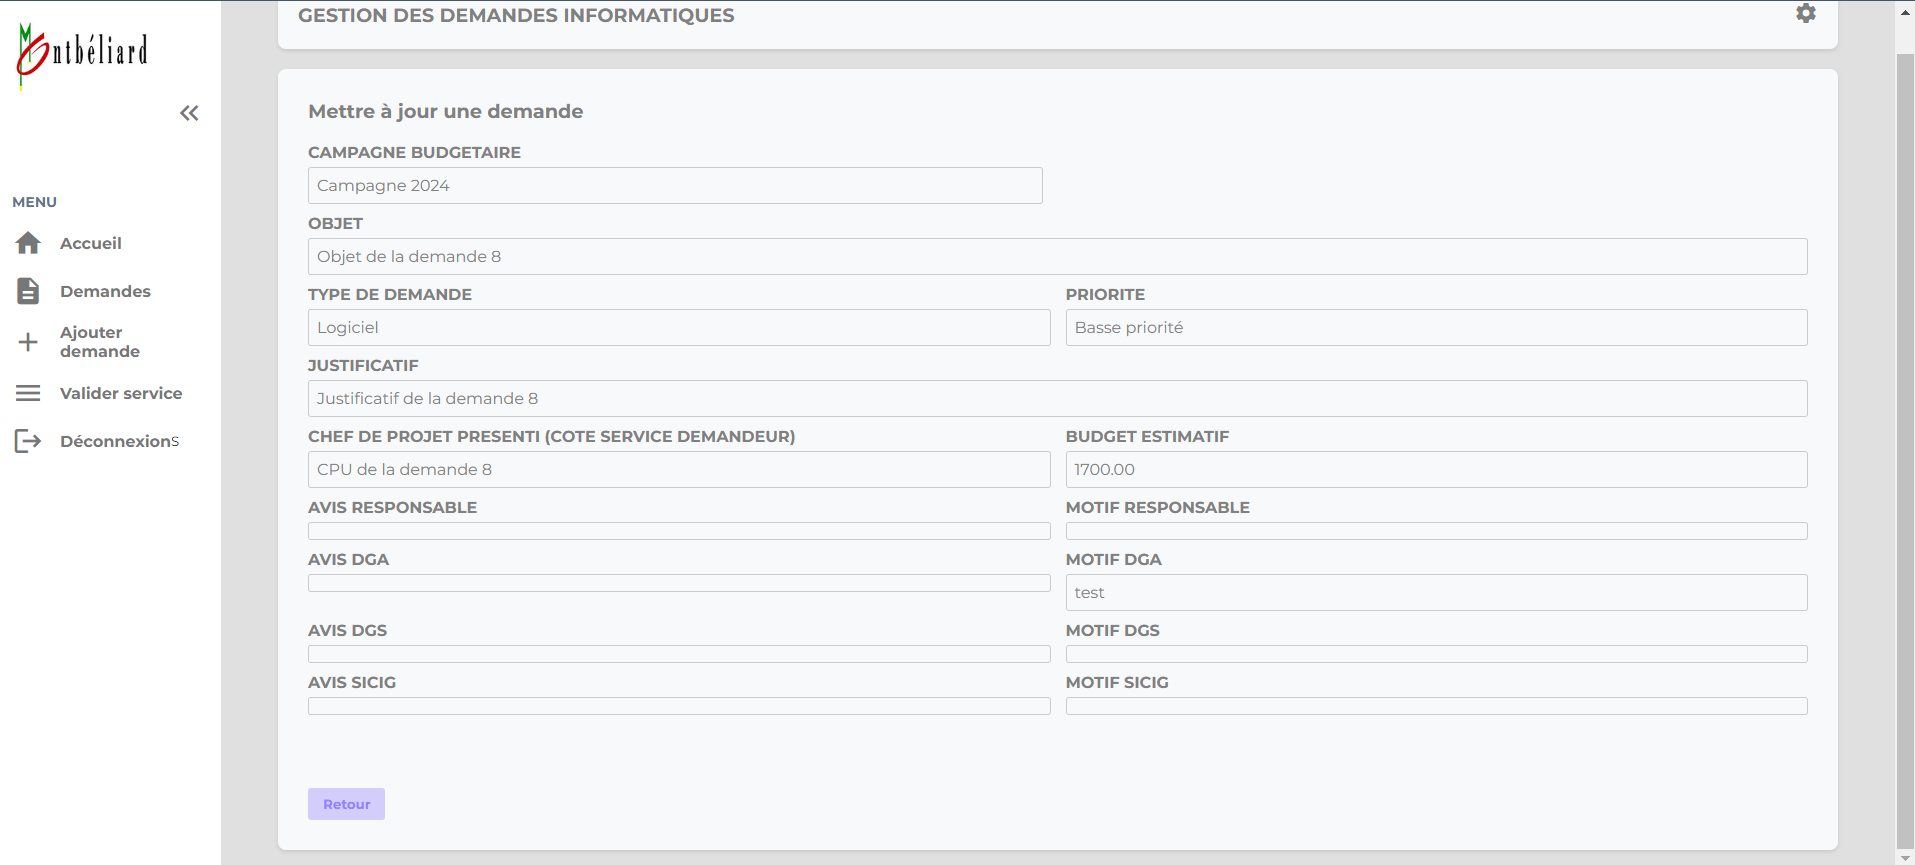 GESTION DES DEMANDES INFORMATIQUES
Montbéliard
MENU
Accueil
Demandes
Ajouter
demande
Valider service
Déconnexions
Mettre à jour une demande
CAMPAGNE BUDGETAIRE
Campagne 2024
OBJET
Objet de la demande 8
TYPE DE DEMANDE
PRIORITE
Logiciel
Basse priorité
JUSTIFICATIF
Justificatif de la demande 8
CHEF DE PROJET PRESENTI (COTE SERVICE DEMANDEUR)
BUDGET ESTIMATIF
CPU de la demande 8
1700.00
AVIS RESPONSABLE
MOTIF RESPONSABLE
AVIS DGA
MOTIF DGA
test
AVIS DGS
MOTIF DGS
AVIS SICIG
MOTIF SICIG
Retour